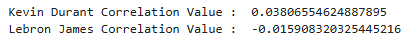 Kevin Durant Correlation Value :  0.03806554624887895
Lebron James Correlation Value :  -0.015908320325445216